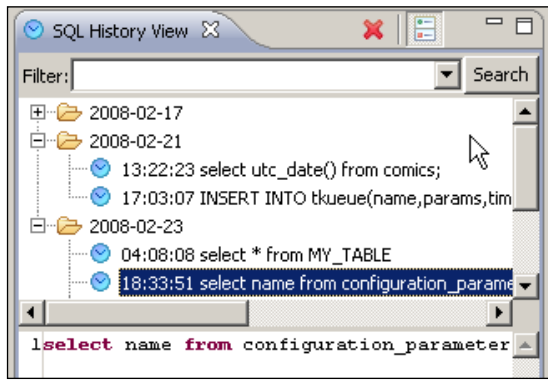 SQL History View
Filter: Search
2008-02-17
2008-02-21
13:22:23 select utc_date() from comics;
17:03:07 INSERT INTO tkueue(name,params,tim
2008-02-23
04:08:08 select * from MY_TABLE
18:33:51 select name from configuration_parame
1select name from configuration_parameter